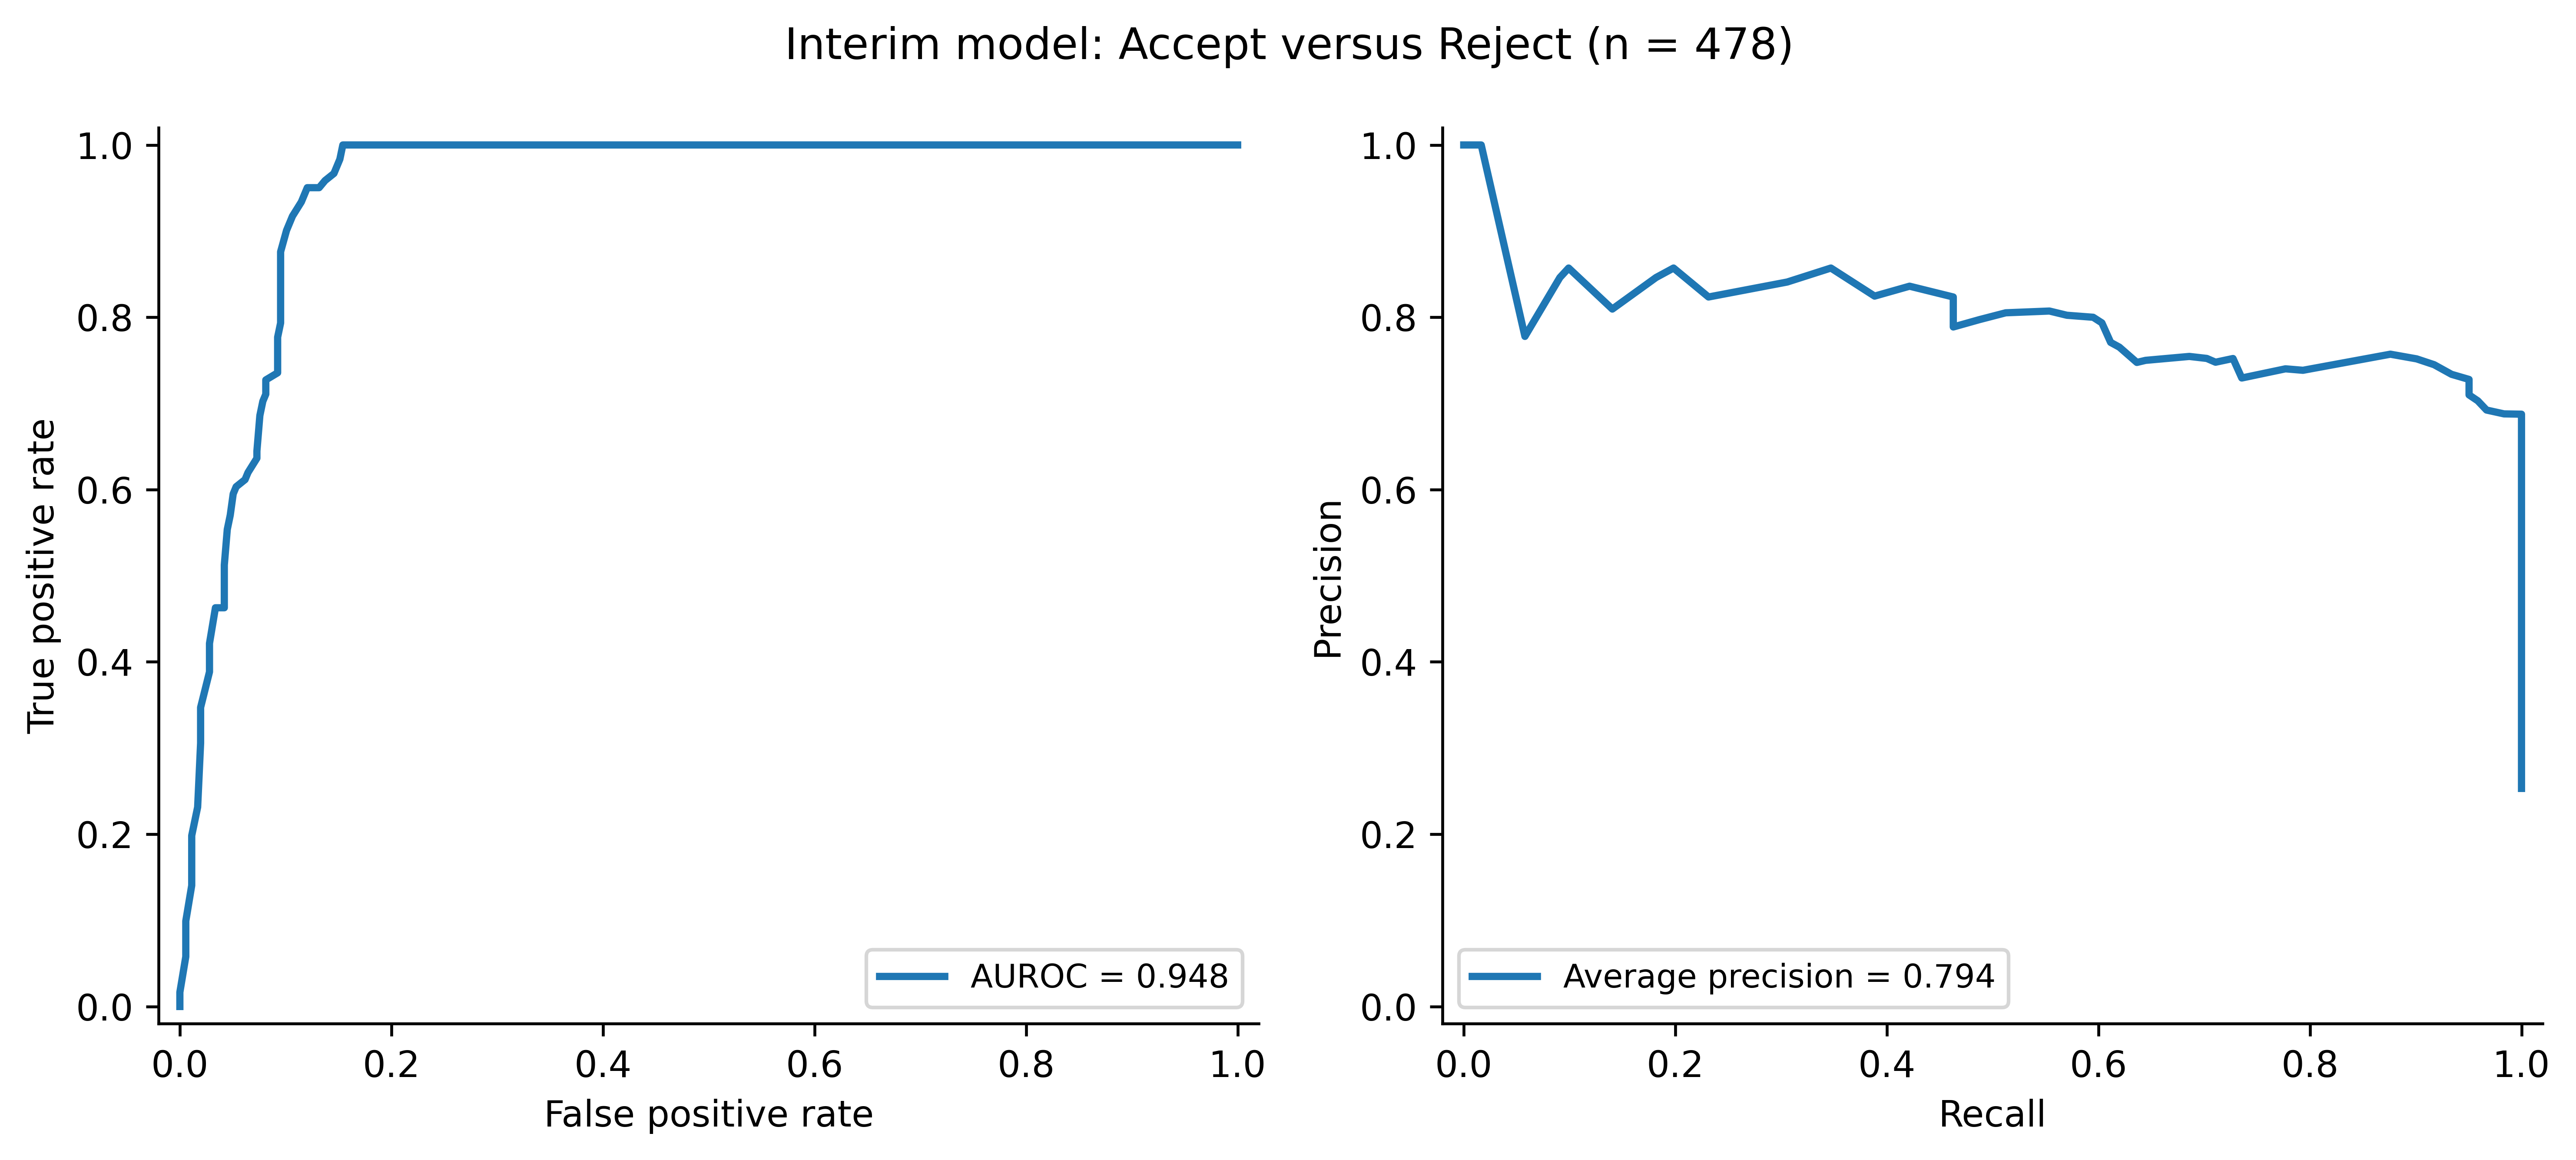 Interim model: Accept versus Reject (n = 478)
True positive rate
1.0
0.8
0.6
0.4
0.2
0.0
AUROC = 0.948
0.0 0.2 0.4 0.6 0.8 1.0
False positive rate
Precision
1.0
0.8
0.6
0.4
0.2
0.0
Average precision = 0.794
0.0 0.2 0.4 0.6 0.8 1.0
Recall